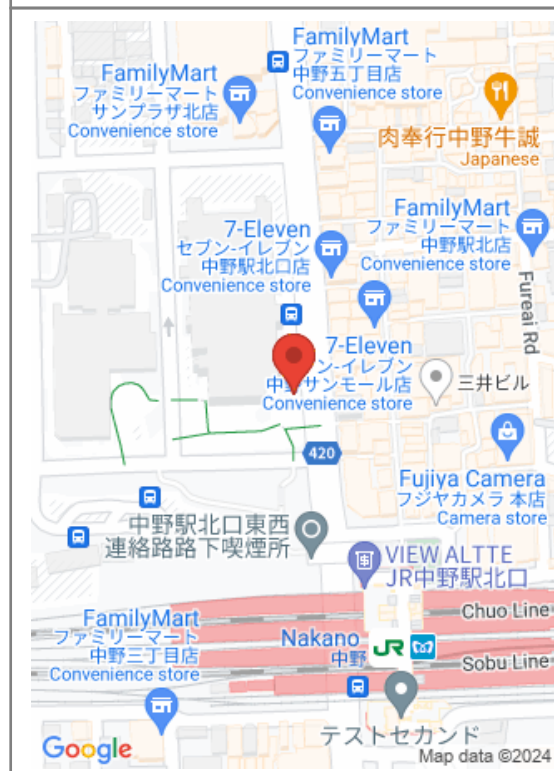 FamilyMart
ファミリーマート
中野五丁目店
Convenience store
FamilyMart
ファミリーマート
サンプラザ北店
Convenience store
肉奉行中野牛誠
Japanese
FamilyMart
ファミリーマート
中野駅北店
Convenience store
7-Eleven
セブン-イレブン
中野駅北口店
Convenience store
Fureai Rd
7-Eleven
ン-イレブン
中野サンモール店
Convenience store
三井ビル
420
Fujiya Camera
フジヤカメラ 本店
Camera store
中野駅北口東西
連絡路路下喫煙所
VIEW ALTTE
JR中野駅北口
Chuo Line
FamilyMart
ファミリーマート
中野三丁目店
Convenience store
Nakano
中野
JR
Sobu Line
テストセカンド
Google
Map data ©2024